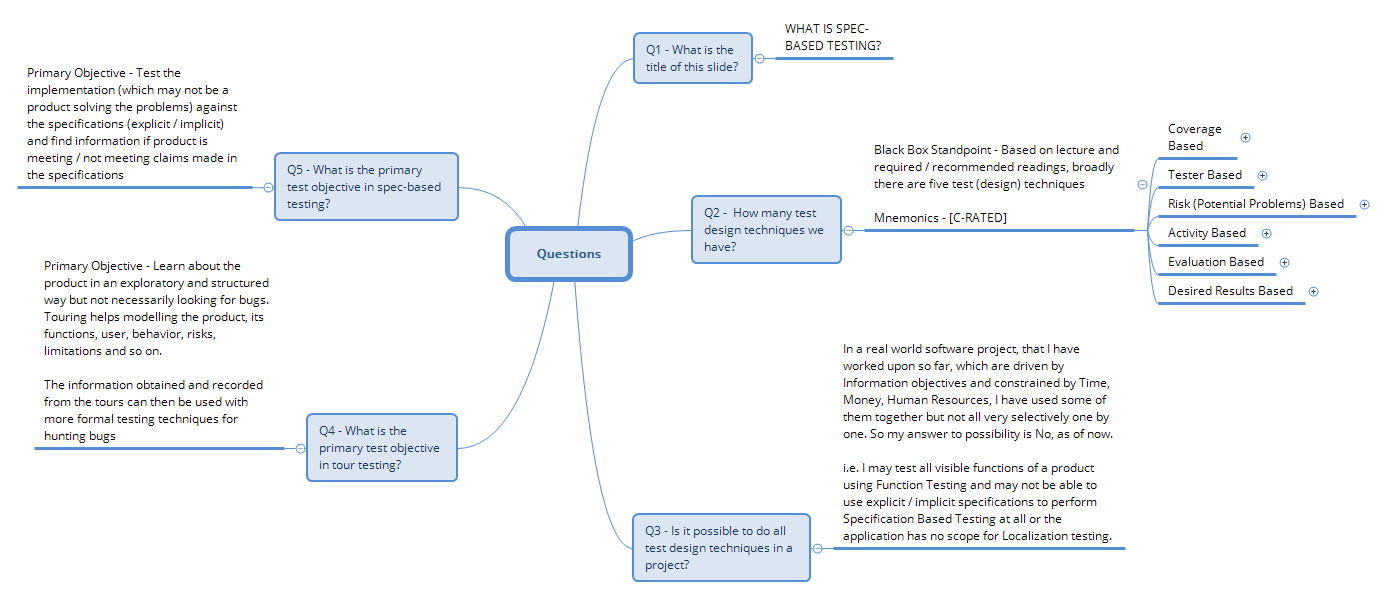 Questions
Q1 - What is the
title of this slide?
WHAT IS SPEC-
BASED TESTING?
Q2 -  How many test
design techniques we
have?
Black Box Standpoint - Based on lecture and
required / recommended readings, broadly
there are five test (design) techniques
Mnemonics - [C-RATED]
Coverage
Based
Tester Based
Risk (Potential Problems) Based
Activity Based
Evaluation Based
Desired Results Based
Q3 - Is it possible to do all
test design techniques in a
project?
In a real world software project, that I have
worked upon so far, which are driven by
Information objectives and constrained by Time,
Money, Human Resources, I have used some of
them together but not all very selectively one by
one. So my answer to possibility is No, as of now.
i.e. I may test all visible functions of a product
using Function Testing and may not be able to
use explicit / implicit specifications to perform
Specification Based Testing at all or the
application has no scope for Localization testing.
Q4 - What is the
primary test objective
in tour testing?
Primary Objective - Learn about the
product in an exploratory and structured
way but not necessarily looking for bugs.
Touring helps modelling the product, its
functions, user, behavior, risks,
limitations and so on.
The information obtained and recorded
from the tours can then be used with
more formal testing techniques for
hunting bugs
Q5 - What is the primary
test objective in spec-based
testing?
Primary Objective - Test the
implementation (which may not be a
product solving the problems) against
the specifications (explicit / implicit)
and find information if product is
meeting / not meeting claims made in
the specifications